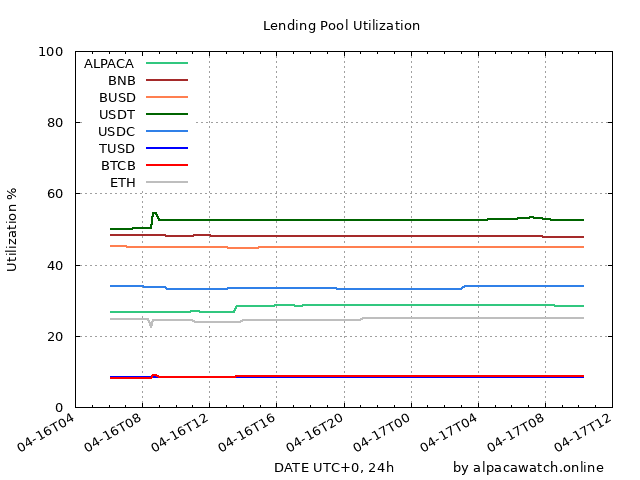 Lending Pool Utilization
100
80
60
40
20
0
Utilization %
ALPACA
BNB
BUSD
USDT
USDC
TUSD
BTCB
ETH
04-16T04
04-16T08
04-16T12
04-16T16
04-16T20
04-17T00
04-17T04
04-17T08
04-17T12
DATE UTC+0, 24h
by alpacawatch.online